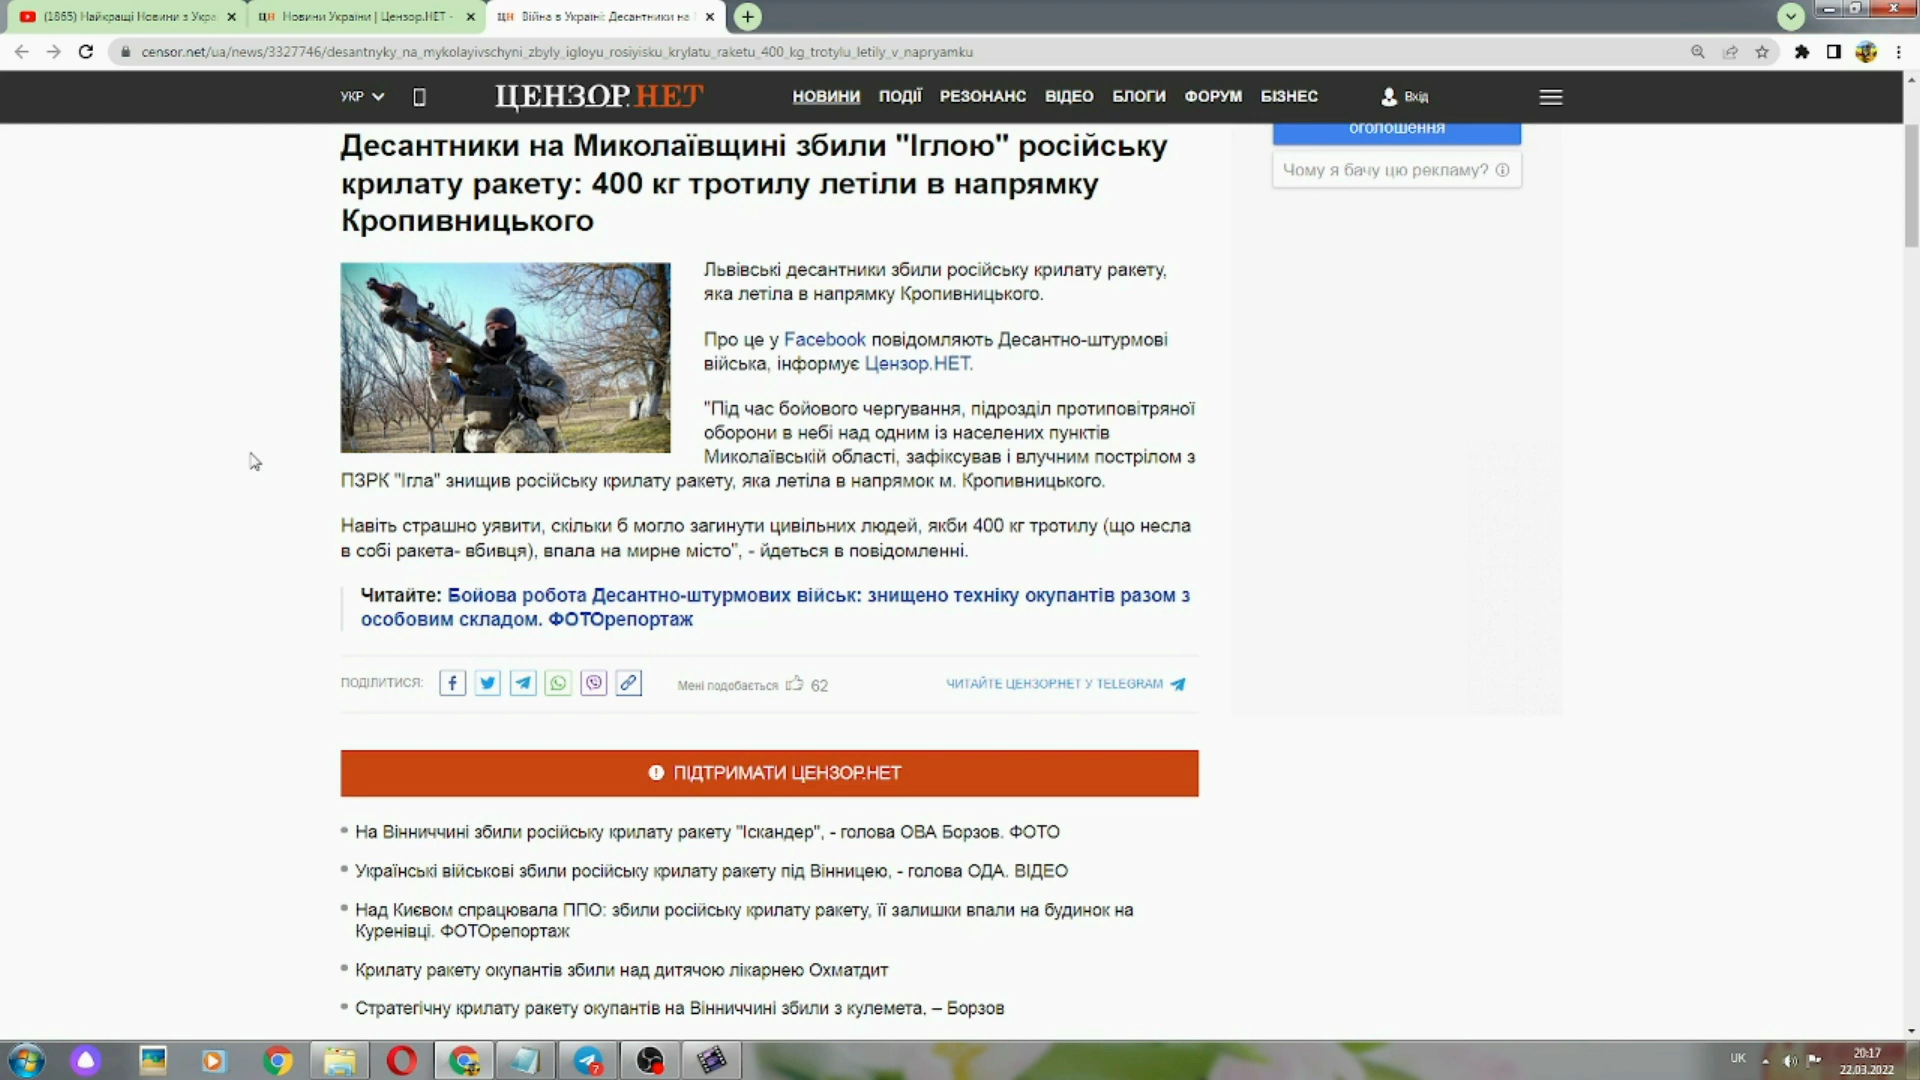 (1865) Найкращі Новини з Укра
Новини України | Цензор.НЕТ -
Війна в Україні: Десантники на
censor.net/ua/news/3327746/desantnyky_na_mykolayivschyni_zbyly_igloyu_rosiyisku_krylatu_raketu_400_kg_trotylu_letily_v_napryamku
УКР
ЦЕНЗОР.НЕТ
НОВИНИ ПОДІЇ РЕЗОНАНС ВІДЕО БЛОГИ ФОРУМ БІЗНЕС
Вхід
оголошення
Чому я бачу цю рекламу?
Десантники на Миколаївщині збили "Іглою" російську
крилату ракету: 400 кг тротилу летіли в напрямку
Кропивницького
Львівські десантники збили російську крилату ракету,
яка летіла в напрямку Кропивницького.
Про це у Facebook повідомляють Десантно-штурмові
війська, інформує Цензор.НЕТ.
"Під час бойового чергування, підрозділ протиповітряної
оборони в небі над одним із населених пунктів
Миколаївській області, зафіксував і влучним пострілом з
ПЗРК "Ігла" знищив російську крилату ракету, яка летіла в напрямок м. Кропивницького.
Навіть страшно уявити, скільки б могло загинути цивільних людей, якби 400 кг тротилу (що несла
в собі ракета- вбивця), впала на мирне місто", - йдеться в повідомленні.
Читайте: Бойова робота Десантно-штурмових військ: знищено техніку окупантів разом з
особовим складом. ФОТОрепортаж
ПОДІЛИТИСЯ:
Мені подобається 62
ЧИТАЙТЕ ЦЕНЗОР.НЕТ У TELEGRAM
ПІДТРИМАТИ ЦЕНЗОР.НЕТ
На Вінниччині збили російську крилату ракету "Іскандер", - голова ОВА Борзов. ФОТО
Українські військові збили російську крилату ракету під Вінницею, - голова ОДА. ВІДЕО
Над Києвом спрацювала ППО: збили російську крилату ракету, її залишки впали на будинок на
Куренівці. ФОТОрепортаж
Крилату ракету окупантів збили над дитячою лікарнею Охматдит
Стратегічну крилату ракету окупантів на Вінниччині збили з кулемета, – Борзов
7
UK
20:17
22.03.2022